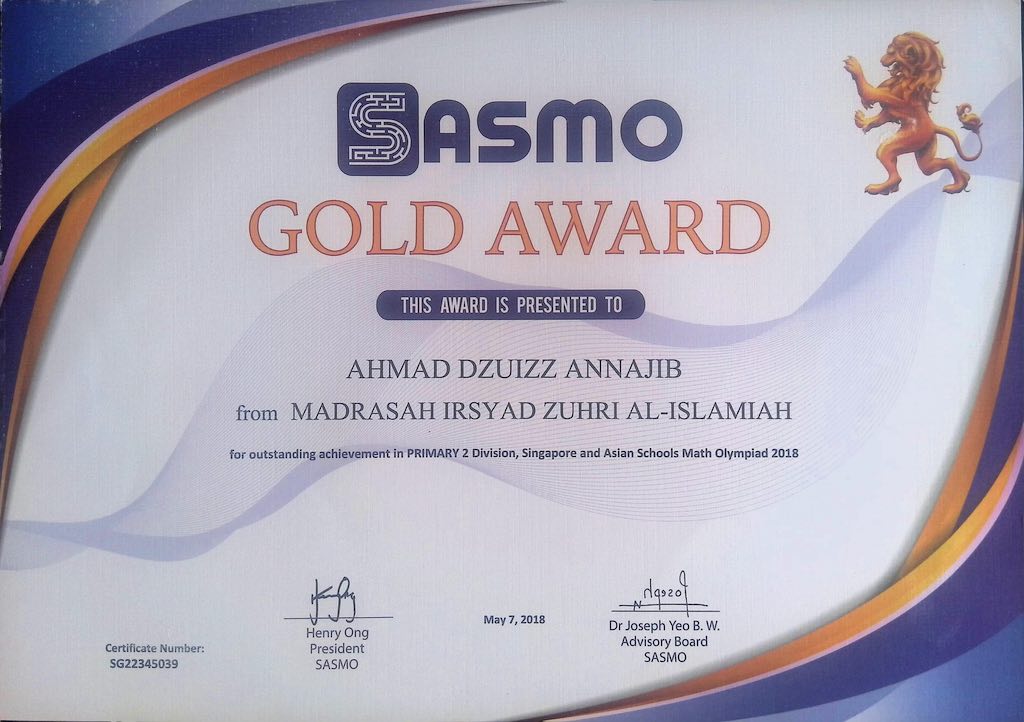 SASMO
GOLD AWARD
THIS AWARD IS PRESENTED TO
AHMAD DZUIZZ ANNAJIB
from MADRASAH IRSYAD ZUHRI AL-ISLAMIAH
for outstanding achievement in PRIMARY 2 Division, Singapore and Asian Schools Math Olympiad 2018
Certificate Number:
SG22345039
Henry Ong
President
SASMO
May 7, 2018
Dr Joseph Yeo B. W.
Advisory Board
SASMO